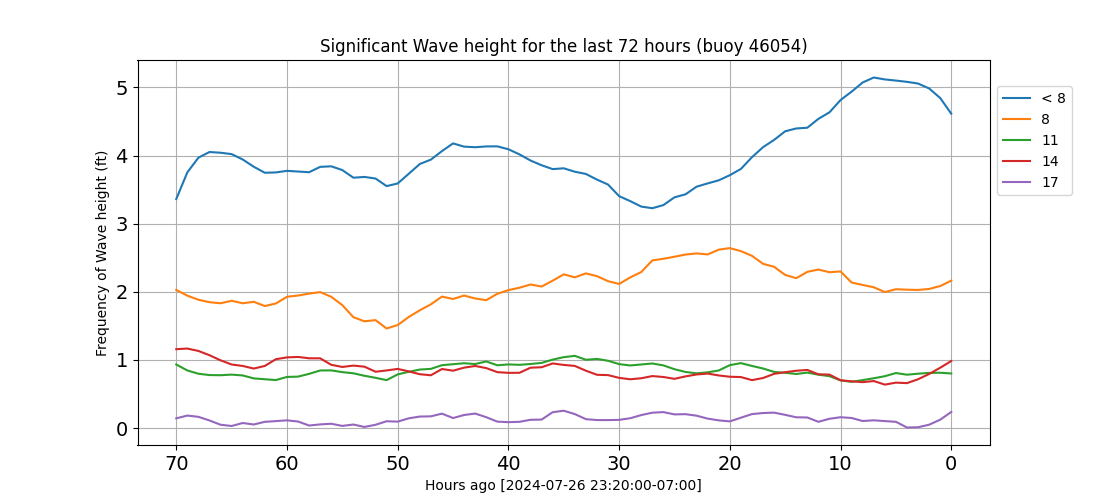 Significant Wave height for the last 72 hours (buoy 46054)
Frequency of Wave height (ft)
5
4
3
2
1
0
70 60 50 40 30 20 10 0
Hours ago [2024-07-26 23:20:00-07:00]
< 8
8
11
14
17